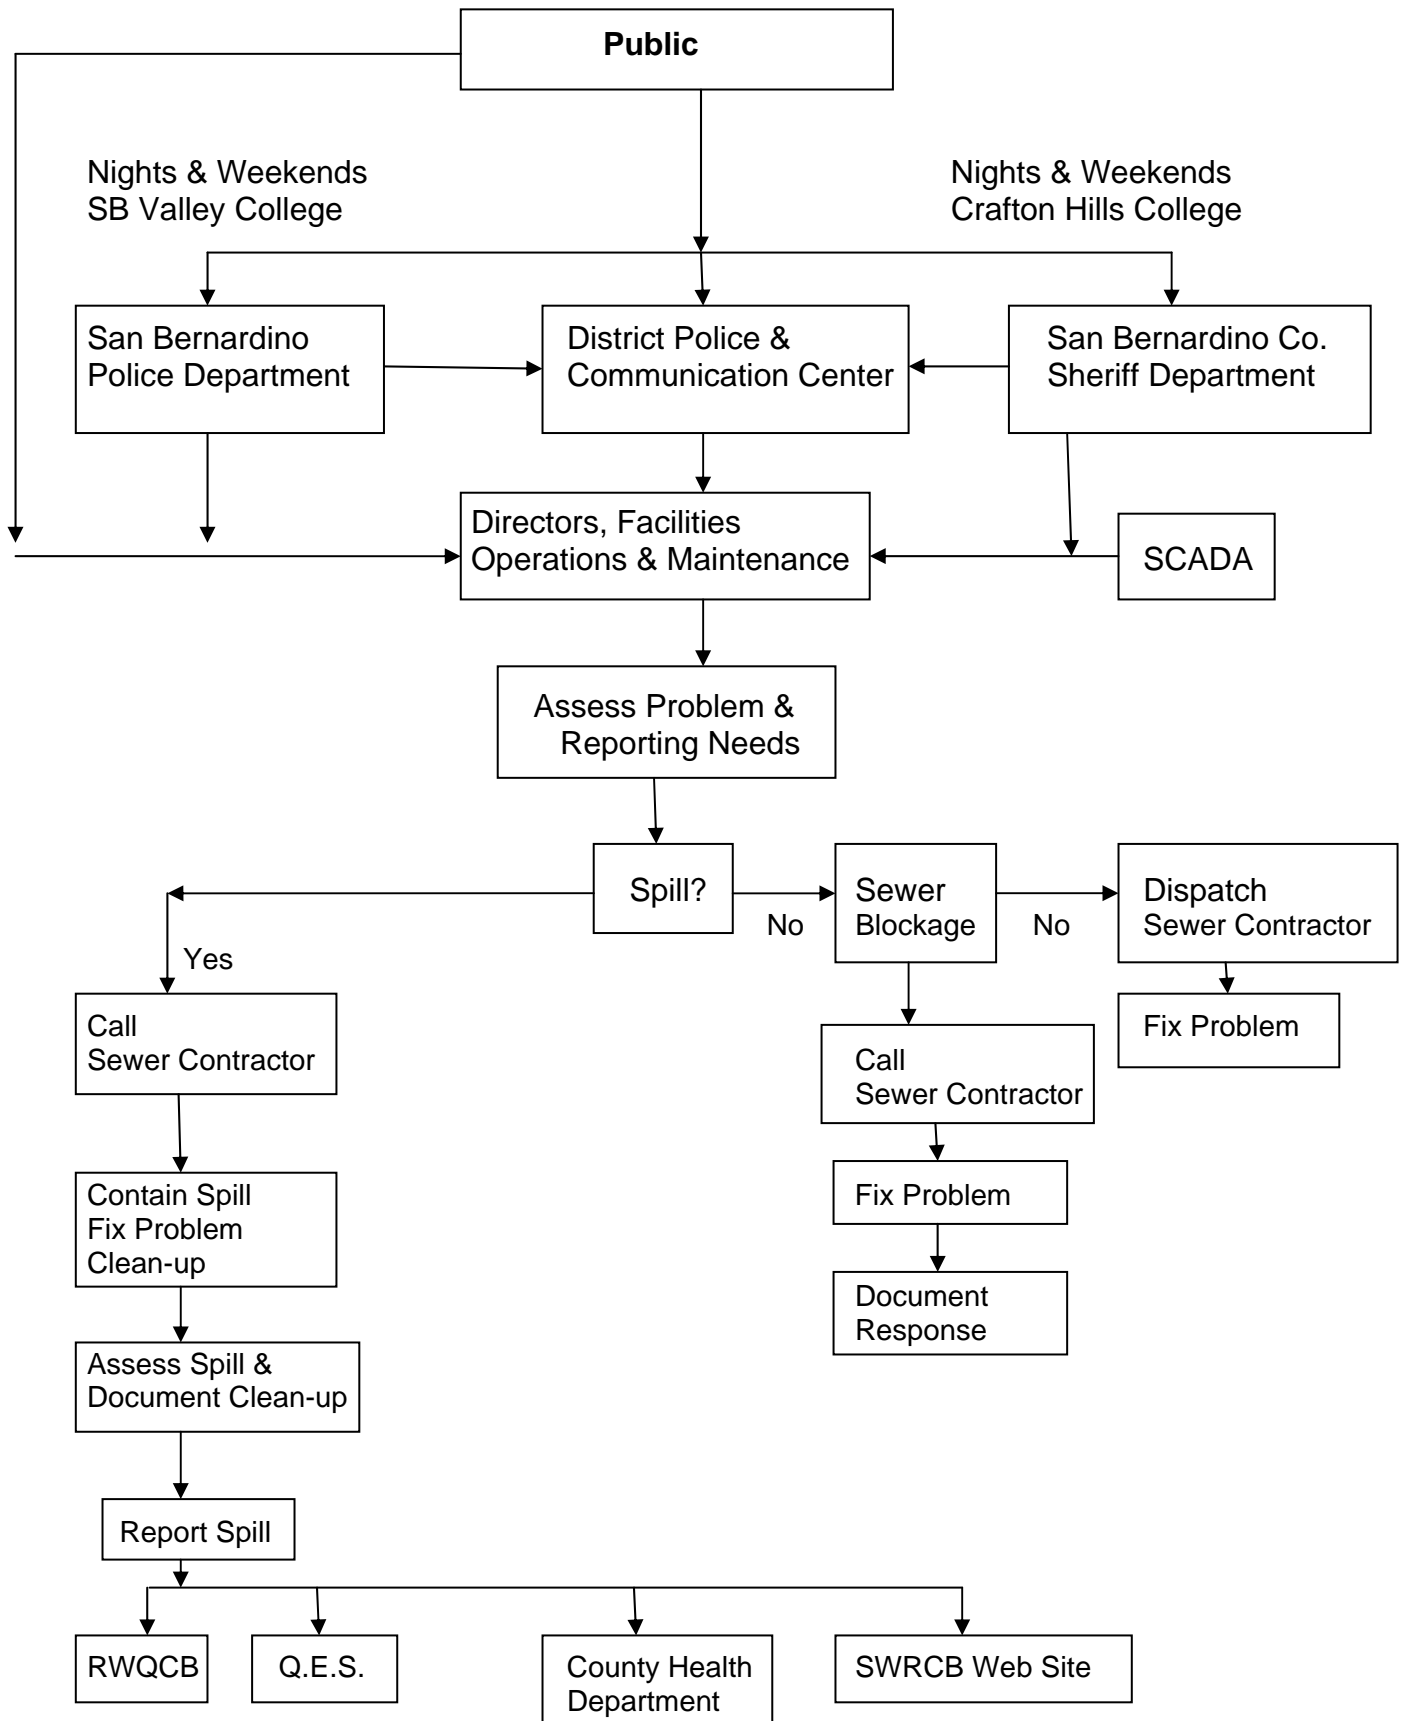 Public
Nights & Weekends
SB Valley College
Nights & Weekends
Crafton Hills College
San Bernardino
Police Department
District Police &
Communication Center
San Bernardino Co.
Sheriff Department
Directors, Facilities
Operations & Maintenance
SCADA
Assess Problem &
Reporting Needs
Spill?
No
Sewer
Blockage
No
Dispatch
Sewer Contractor
Yes
Call
Sewer Contractor
Fix Problem
Call
Sewer Contractor
Contain Spill
Fix Problem
Clean-up
Fix Problem
Document
Response
Assess Spill &
Document Clean-up
Report Spill
RWQCB
Q.E.S.
County Health
Department
SWRCB Web Site